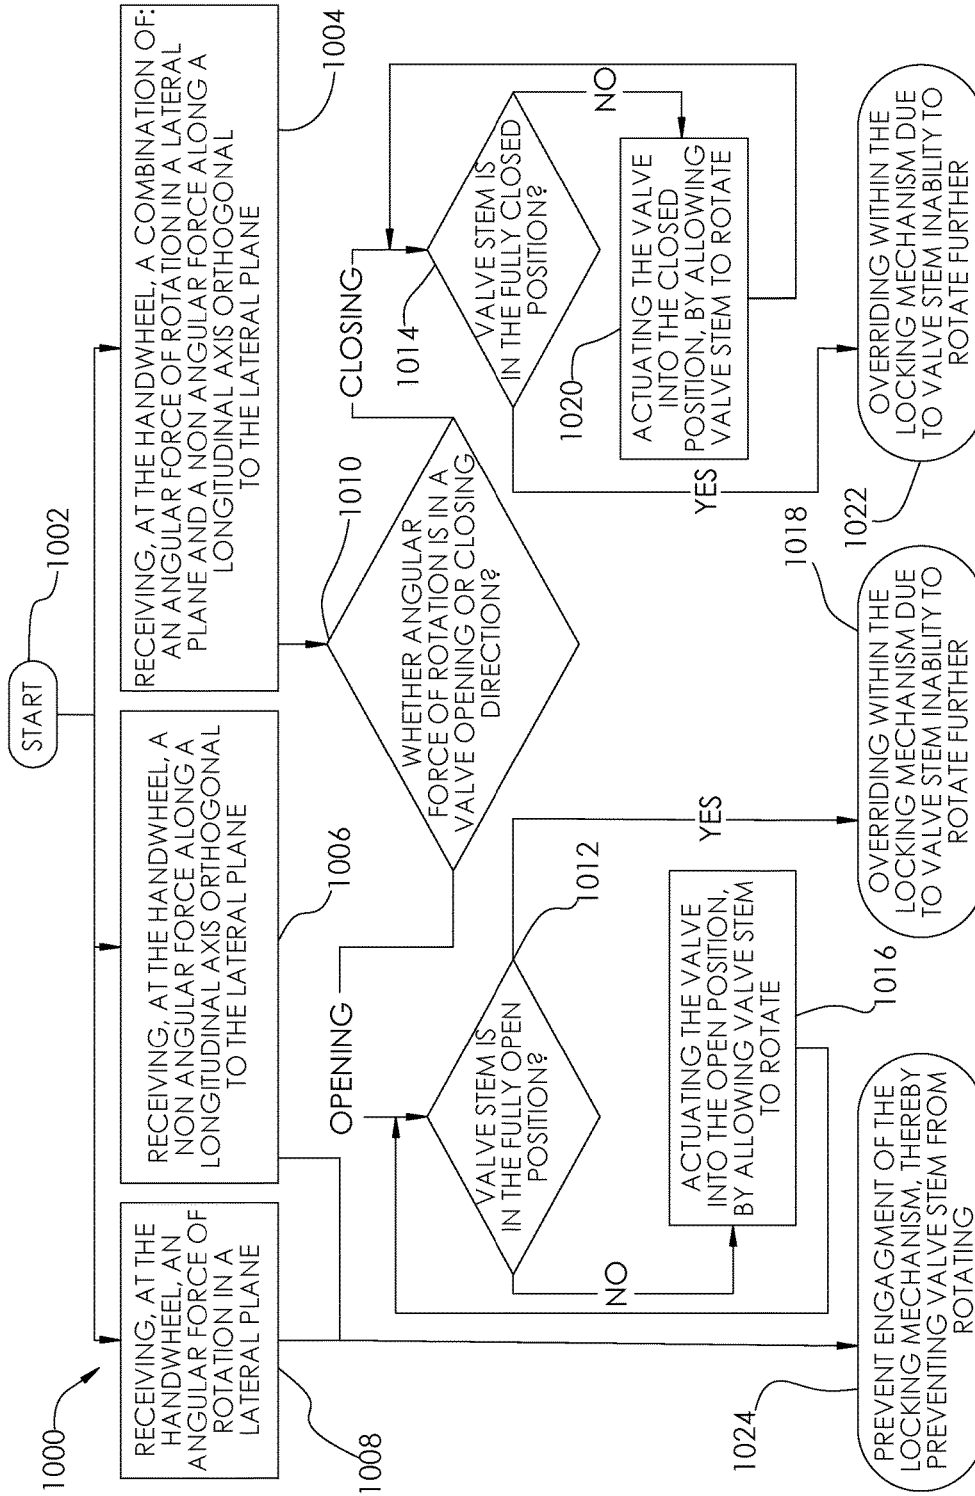 1000
START
1002
RECEIVING, AT THE
HANDWHEEL, AN
ANGULAR FORCE OF
ROTATION IN A
LATERAL PLANE
1008
RECEIVING, AT THE HANDWHEEL, A
NON ANGULAR FORCE ALONG A
LONGITUDINAL AXIS ORTHOGONAL
TO THE LATERAL PLANE
1006
RECEIVING, AT THE HANDWHEEL, A COMBINATION OF:
AN ANGULAR FORCE OF ROTATION IN A LATERAL
PLANE AND A NON ANGULAR FORCE ALONG A
LONGITUDINAL AXIS ORTHOGONAL
TO THE LATERAL PLANE
1004
WHETHER ANGULAR
FORCE OF ROTATION IS IN A
VALVE OPENING OR CLOSING
DIRECTION?
1010
OPENING
CLOSING
VALVE STEM IS
IN THE FULLY OPEN
POSITION?
1012
NO
YES
ACTUATING THE VALVE
INTO THE OPEN POSITION,
BY ALLOWING VALVE STEM
TO ROTATE
1016
1014
VALVE STEM IS
IN THE FULLY CLOSED
POSITION?
NO
YES
1020
ACTUATING THE VALVE
INTO THE CLOSED
POSITION, BY ALLOWING
VALVE STEM TO ROTATE
1024
PREVENT ENGAGMENT OF THE
LOCKING MECHANISM, THEREBY
PREVENTING VALVE STEM FROM
ROTATING
1018
OVERRIDING WITHIN THE
LOCKING MECHANISM DUE
TO VALVE STEM INABILITY TO
ROTATE FURTHER
1022
OVERRIDING WITHIN THE
LOCKING MECHANISM DUE
TO VALVE STEM INABILITY TO
ROTATE FURTHER